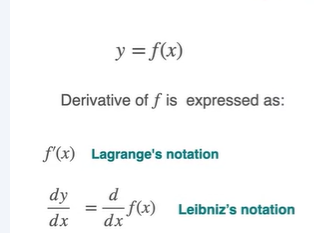 y = f(x)
Derivative of f is expressed as:
f'(x) Lagrange's notation
dy/dx = d/dx f(x) Leibniz's notation